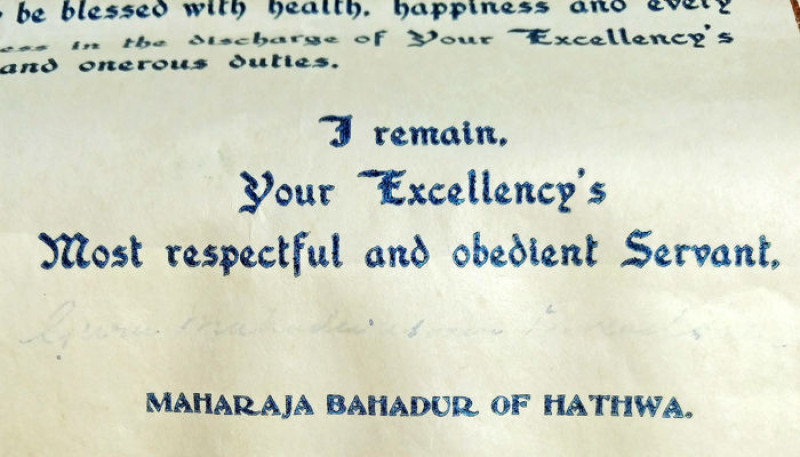 be blessed with health, happiness and every
ess in the discharge of Your Excellency's
and onerous duties.
I remain,
Your Excellency's
Most respectful and obedient Servant,
MAHARAJA BAHADUR OF HATHWA.